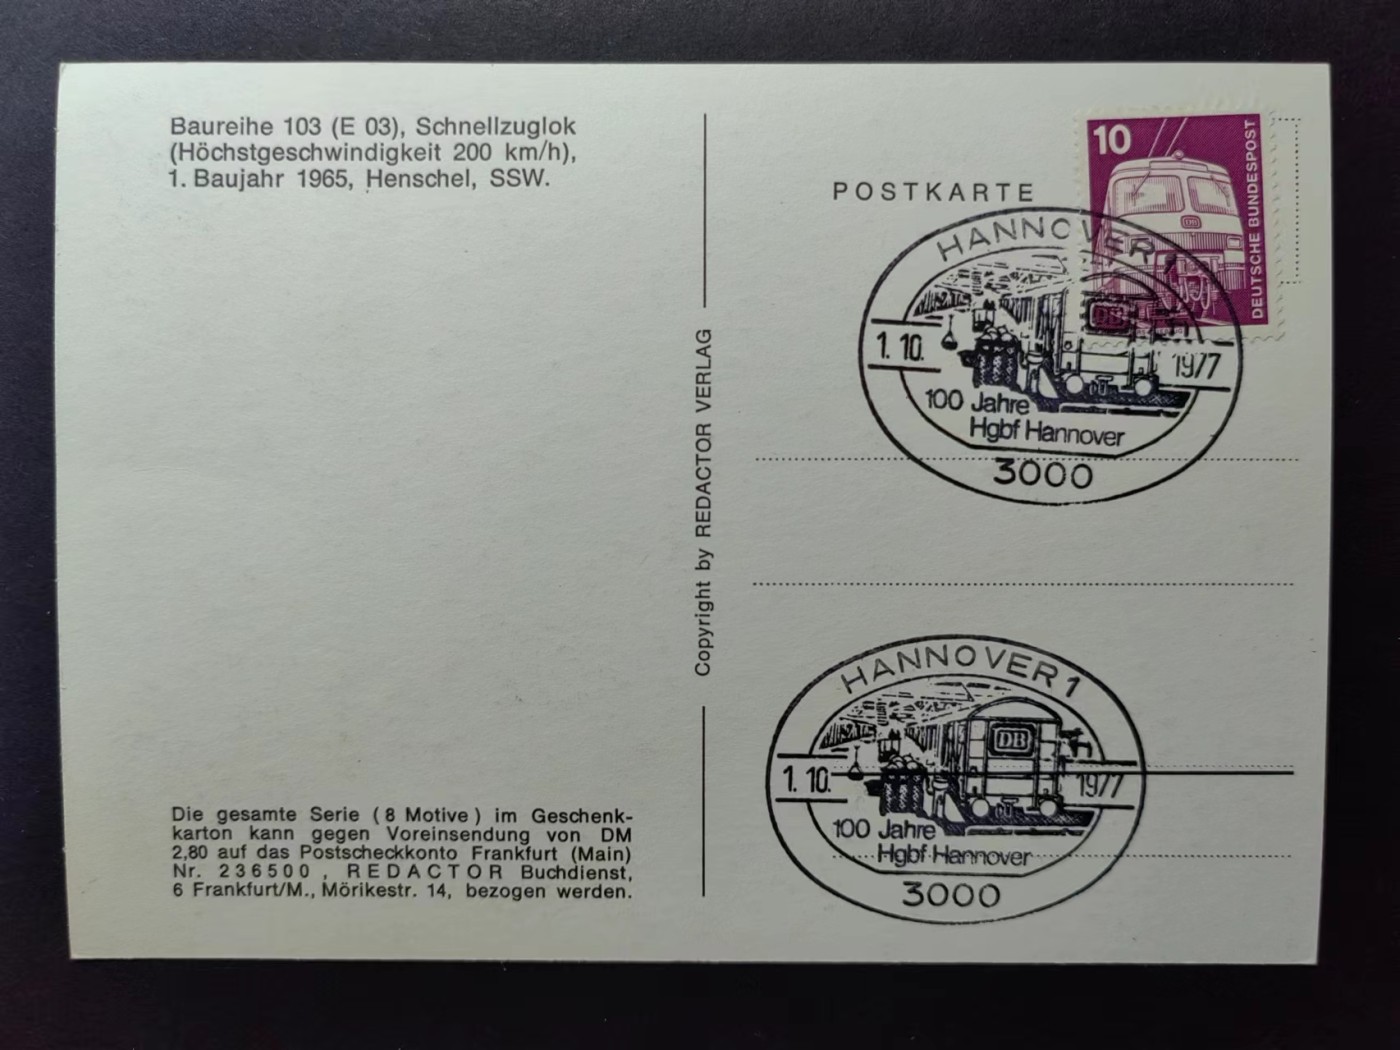 Baureihe 103 (E 03), Schnellzuglok
(Höchstgeschwindigkeit 200 km/h),
1. Baujahr 1965, Henschel, SSW.
Die gesamte Serie (8 Motive) im Geschenk-
karton kann gegen Voreinsendung von DM
2,80 auf das Postscheckkonto Frankfurt (Main)
Nr. 236500, REDACTOR Buchdienst,
6 Frankfurt/M., Mörikestr. 14, bezogen werden.
Copyright by REDACTOR VERLAG
POSTKARTE
10
DB
DEUTSCHE BUNDESPOST
HANNOVER 1
DB
1. 10. 1977
100 Jahre
Hgbf Hannover
3000
HANNOVER 1
DB
1. 10. 1977
100 Jahre
Hgbf Hannover
3000